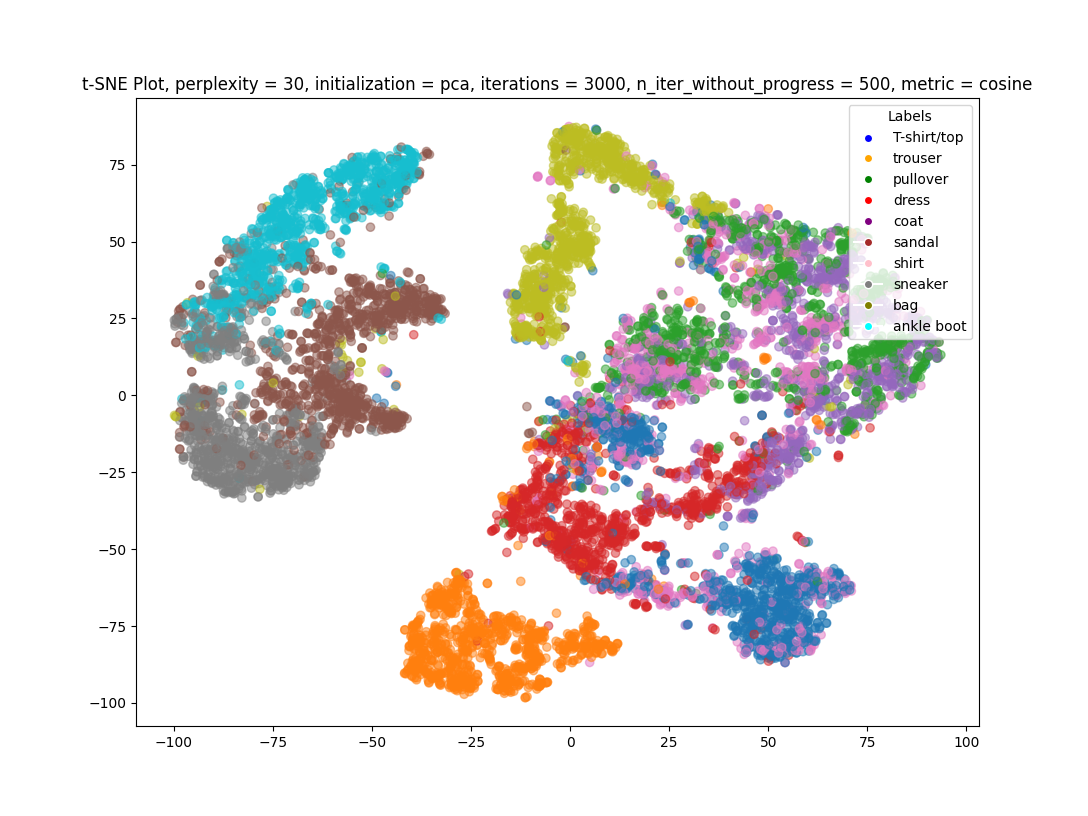 t-SNE Plot, perplexity = 30, initialization = pca, iterations = 3000, n_iter_without_progress = 500, metric = cosine
Labels
T-shirt/top
trouser
pullover
dress
coat
sandal
shirt
sneaker
bag
ankle boot
75
50
25
0
−25
−50
−75
−100
−100 −75 −50 −25 0 25 50 75 100